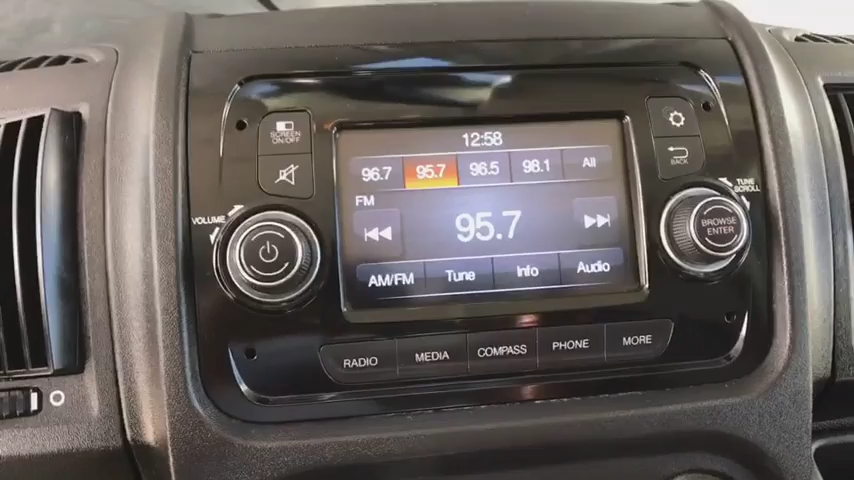 12:58
SCREEN
ON/OFF
96.7 95.7 96.5 98.1 All
FM
BACK
VOLUME
TUNE
SCROLL
95.7
BROWSE
ENTER
AM/FM Tune Info Audio
RADIO MEDIA COMPASS PHONE MORE